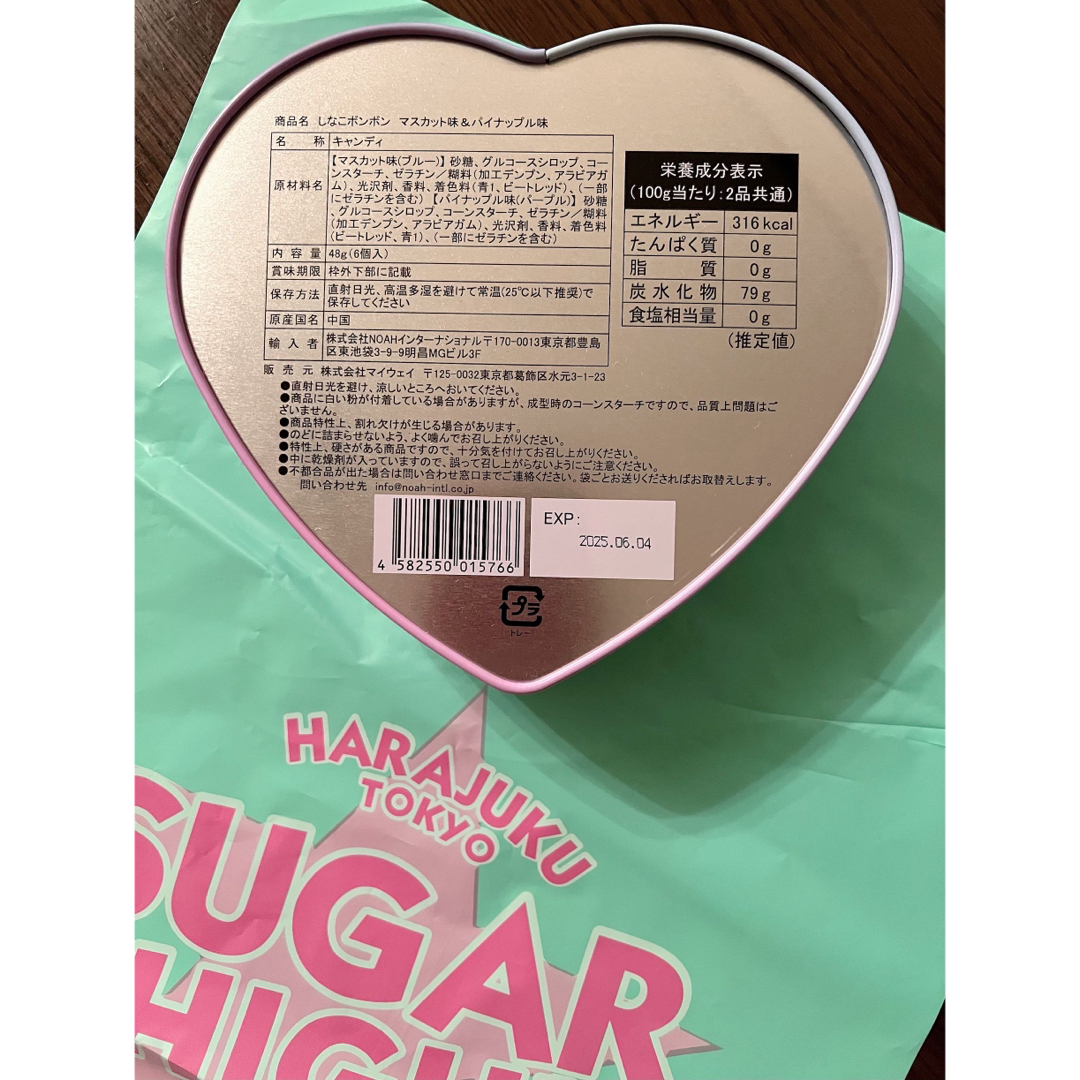 商品名 しなこボンボン マスカット味&パイナップル味
名 称 キャンディ
原材料名
【マスカット味(ブルー)】砂糖、グルコースシロップ、コー
ンスターチ、ゼラチン/糊料(加工デンプン、アラビアガ
ム)、光沢剤、香料、着色料(青1、ビートレッド)、(一部
にゼラチンを含む)【パイナップル味(パープル)】砂糖
、グルコースシロップ、コーンスターチ、ゼラチン/糊料
(加工デンプン、アラビアガム)、光沢剤、香料、着色料
(ビートレッド、青1)、(一部にゼラチンを含む)
内 容 量 48g(6個入)
賞味期限 枠外下部に記載
保存方法 直射日光、高温多湿を避けて常温(25℃以下推奨)で
保存してください
原産国名 中国
輸 入 者 株式会社NOAHインターナショナル〒170-0013東京都豊島
区東池袋3-9-9明昌MGビル3F
販 売 元 株式会社マイウェイ 〒125-0032東京都葛飾区水元3-1-23
●直射日光を避け、涼しいところへおいてください。
●商品に白い粉が付着している場合がありますが、成型時のコーンスターチですので、品質上問題はご
ざいません。
●商品特性上、割れ欠けが生じる場合があります。
●のどに詰まらせないよう、よく噛んでお召し上がりください。
●特性上、硬さがある商品ですので、十分気を付けてお召し上がりください。
●中に乾燥剤が入っていますので、誤って召し上がらないようにご注意ください。
●不都合品が出た場合は問い合わせ窓口までご連絡ください。袋ごとお送りくださればお取替えします。
問い合わせ先 info@noah-intl.co.jp
栄養成分表示
(100g当たり:2品共通)
エネルギー 316kcal
たんぱく質 0g
脂 質 0g
炭水化物 79g
食塩相当量 0g
(推定値)
4 582550 015766
EXP:
2025.06.04
プラ
トレー
HARAJUKU
TOKYO
SUGAR
HIGH